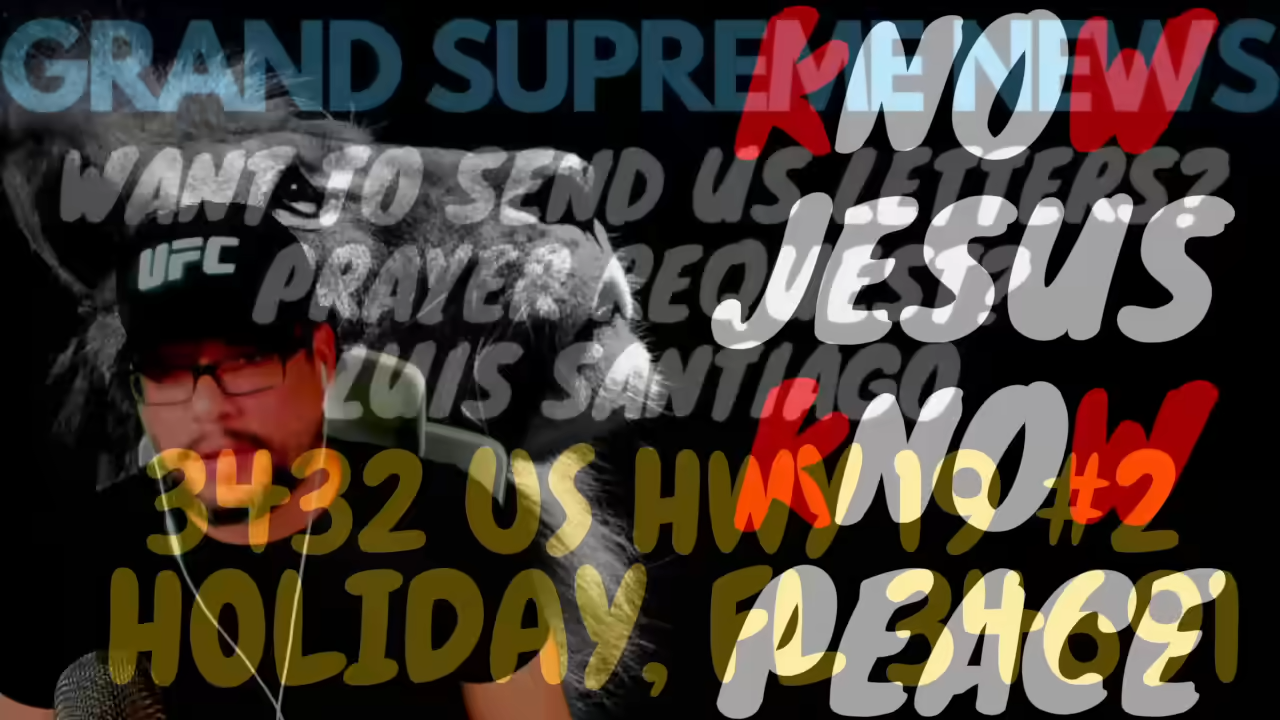 GRAND SUPREME NEWS
WANT TO SEND US LETTERS?
PRAYER REQUEST?
LUIS SANTIAGO
3432 US HWY 19 #2
HOLIDAY, FL 34691
KNOW
JESUS
KNOW
PEACE
UFC